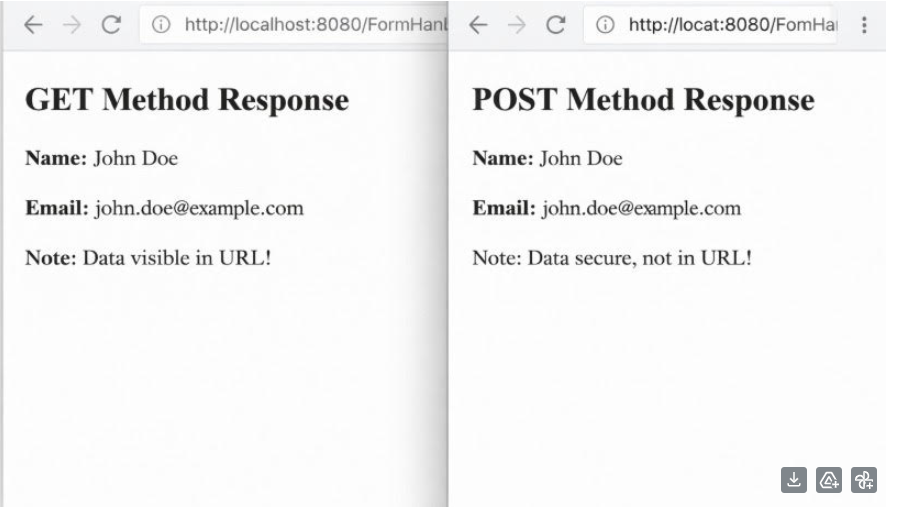 http://localhost:8080/FormHanl
GET Method Response
Name: John Doe
Email: john.doe@example.com
Note: Data visible in URL!
http://locat:8080/FomHar
POST Method Response
Name: John Doe
Email: john.doe@example.com
Note: Data secure, not in URL!